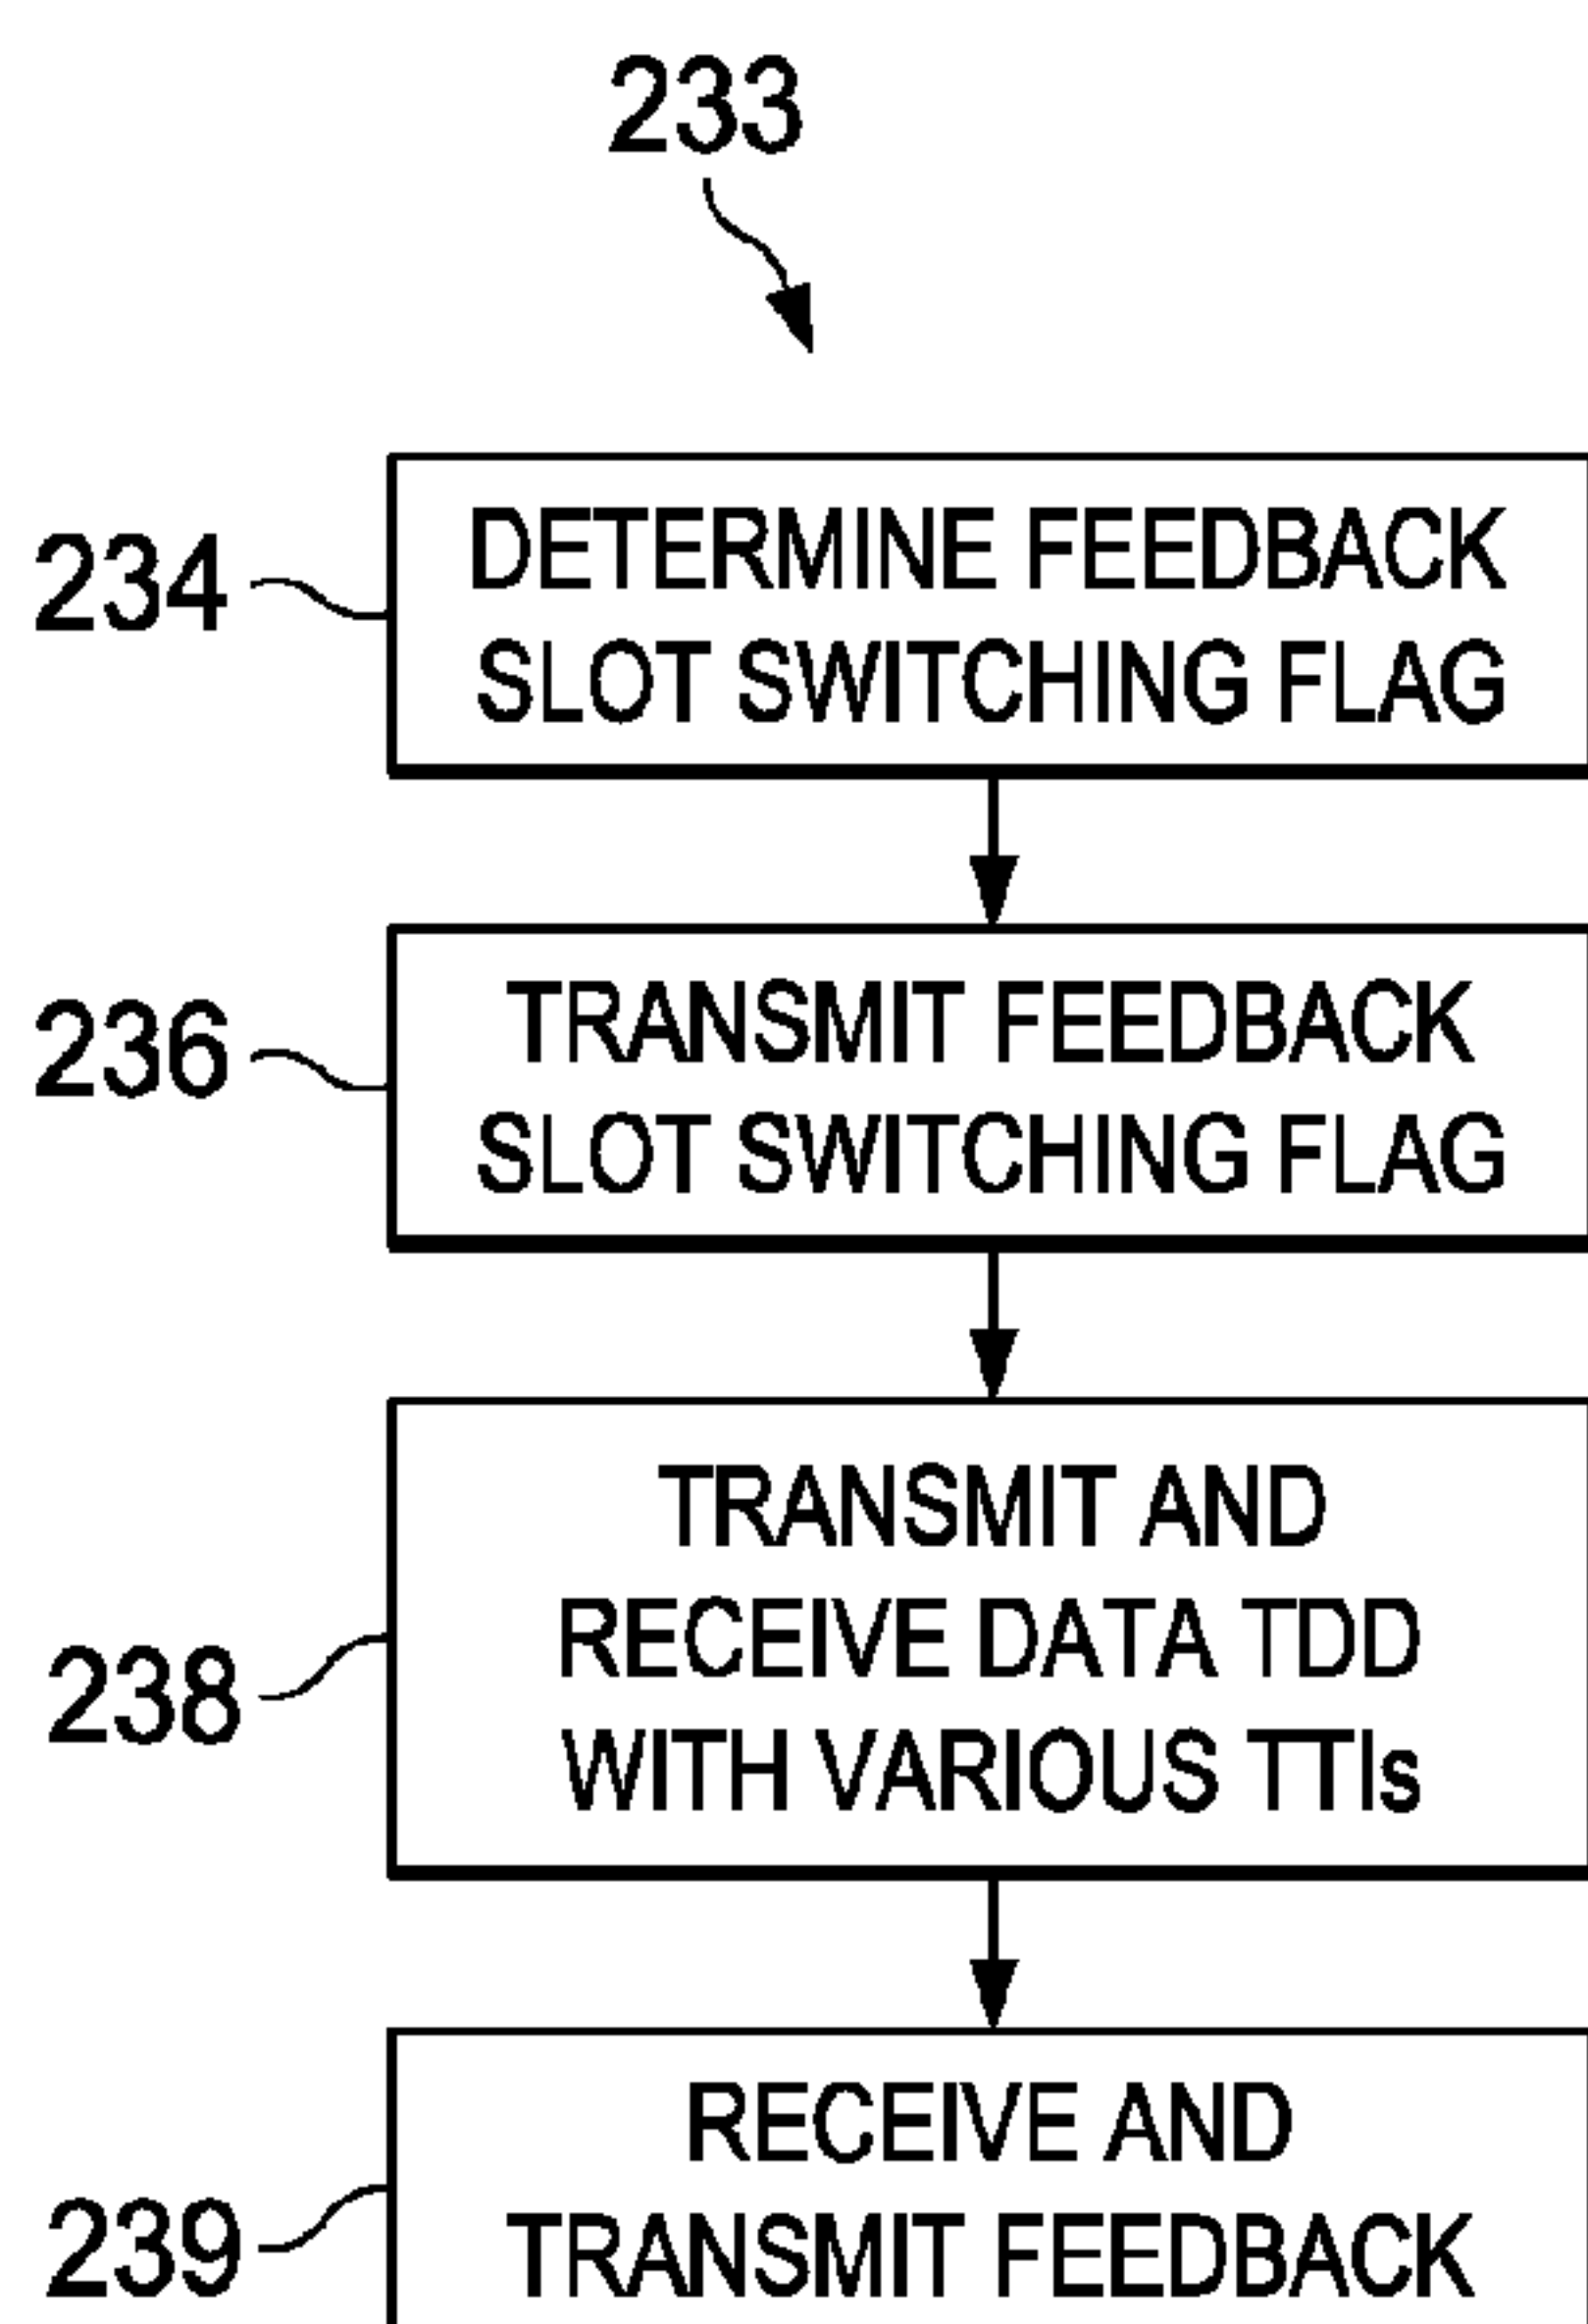 233
234
DETERMINE FEEDBACK
SLOT SWITCHING FLAG
236
TRANSMIT FEEDBACK
SLOT SWITCHING FLAG
238
TRANSMIT AND
RECEIVE DATA TDD
WITH VARIOUS TTIs
239
RECEIVE AND
TRANSMIT FEEDBACK